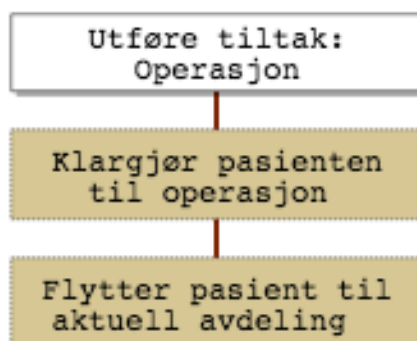 Utføre tiltak:
Operasjon
Klargjør pasienten
til operasjon
Flytter pasient til
aktuell avdeling